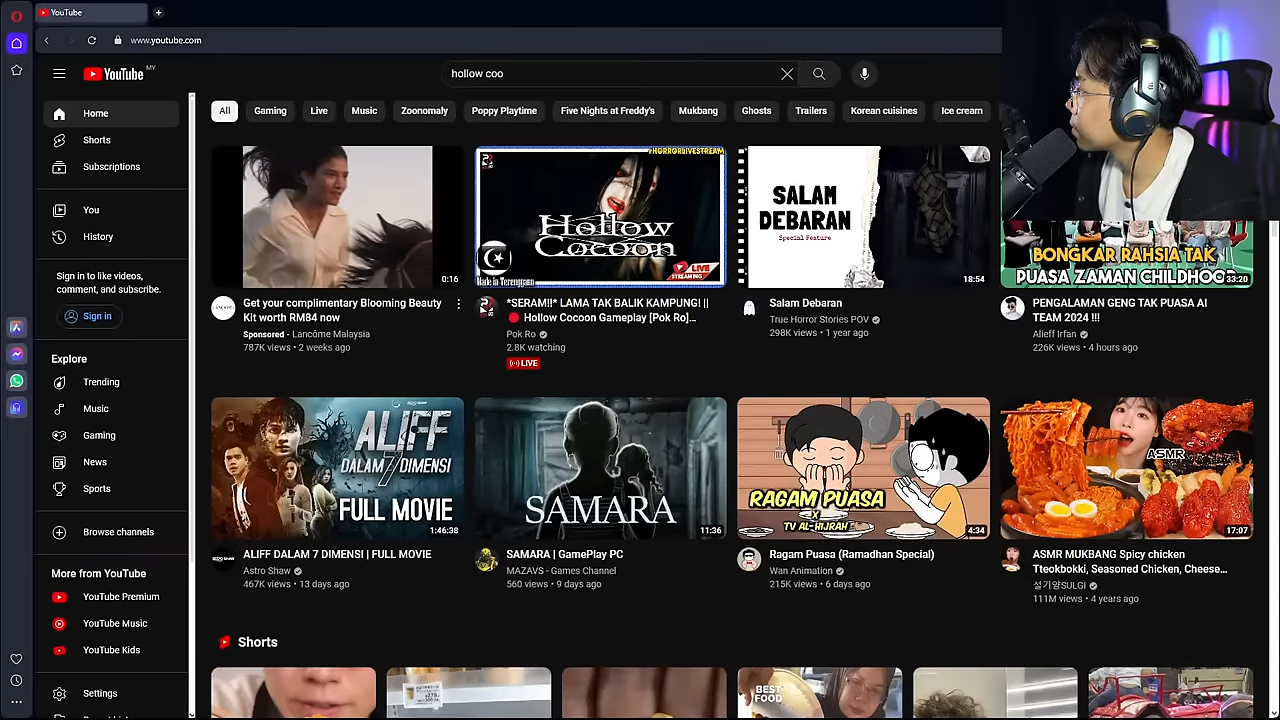 YouTube
www.youtube.com
YouTube MY
hollow coo
All
Gaming
Live
Music
Zoonomaly
Poppy Playtime
Five Nights at Freddy's
Mukbang
Ghosts
Trailers
Korean cuisines
Ice cream
Home
Shorts
Subscriptions
You
History
Sign in to like videos,
comment, and subscribe.
Sign in
Explore
Trending
Music
Gaming
News
Sports
Browse channels
More from YouTube
YouTube Premium
YouTube Music
YouTube Kids
Settings
0:16
Get your complimentary Blooming Beauty
Kit worth RM84 now
Sponsored • Lancôme Malaysia
787K views • 2 weeks ago
#HORRORLIVESTREAM
Hollow
Cocoon
LIVE
STREAMING
Made in Terengganu
*SERAM!!* LAMA TAK BALIK KAMPUNG! ||
🔴 Hollow Cocoon Gameplay [Pok Ro]...
Pok Ro
2.8K watching
LIVE
SALAM
DEBARAN
Special Feature
18:54
Salam Debaran
True Horror Stories POV
298K views • 1 year ago
BONGKAR RAHSIA TAK
PUASA ZAMAN CHILDHOO
33:20
PENGALAMAN GENG TAK PUASA AI
TEAM 2024 !!!
Alieff Irfan
226K views • 4 hours ago
ALIFF
DALAM 7 DIMENSI
FULL MOVIE
1:46:38
ALIFF DALAM 7 DIMENSI | FULL MOVIE
Astro Shaw
467K views • 13 days ago
SAMARA
11:36
SAMARA | GamePlay PC
MAZAVS - Games Channel
560 views • 9 days ago
RAGAM PUASA
X
TV AL-HIJRAH
4:34
Ragam Puasa (Ramadhan Special)
Wan Animation
215K views • 6 days ago
ASMR
17:07
ASMR MUKBANG Spicy chicken
Tteokbokki, Seasoned Chicken, Cheese...
설기양SULGI
111M views • 4 years ago
Shorts
BEST
FOOD